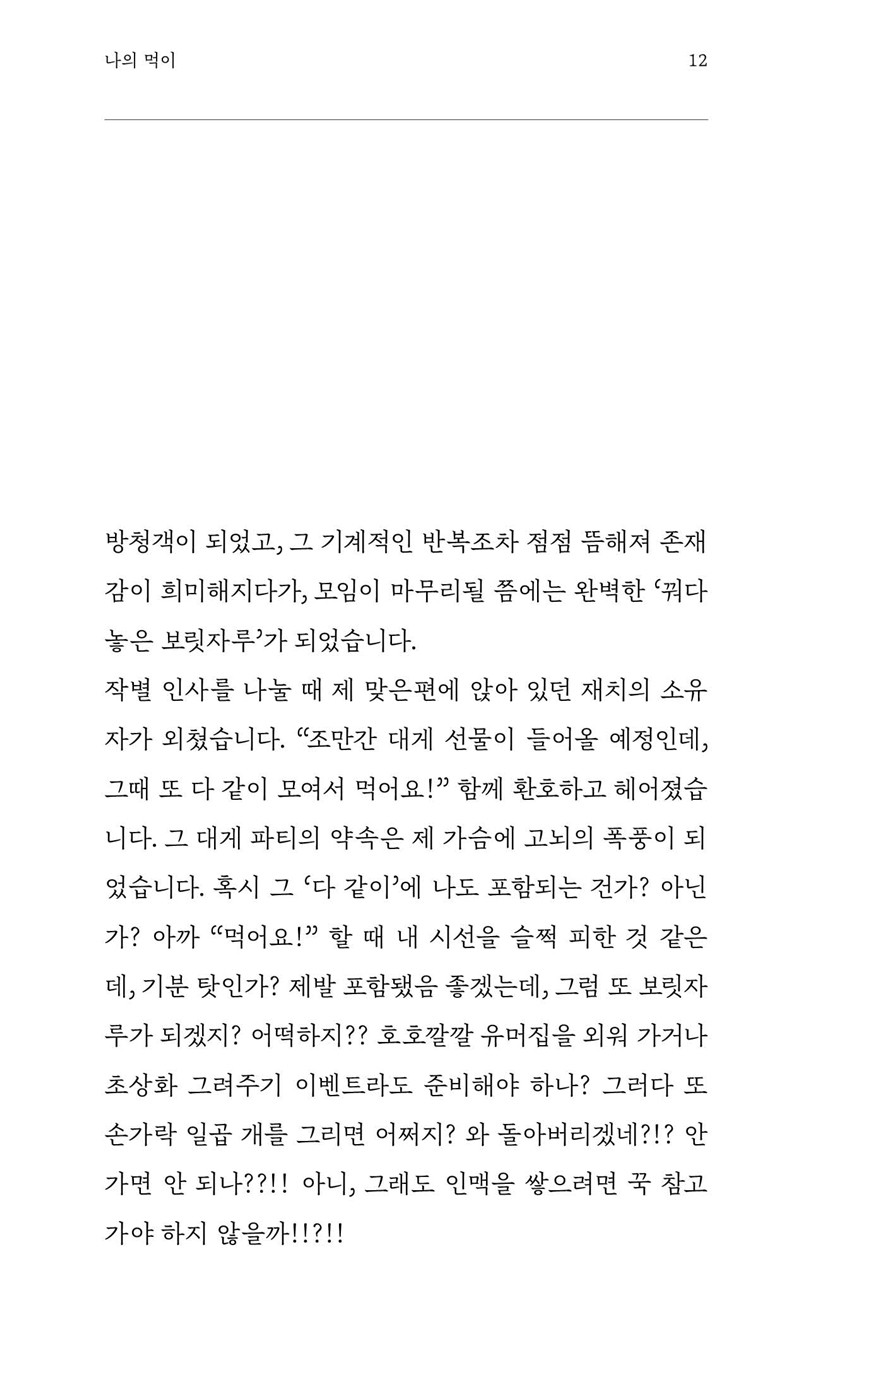 나의 먹이
12
방청객이 되었고, 그 기계적인 반복조차 점점 뜸해져 존재
감이 희미해지다가, 모임이 마무리될 쯤에는 완벽한 ‘꿔다
놓은 보릿자루’가 되었습니다.
작별 인사를 나눌 때 제 맞은편에 앉아 있던 재치의 소유
자가 외쳤습니다. “조만간 대게 선물이 들어올 예정인데,
그때 또 다 같이 모여서 먹어요!” 함께 환호하고 헤어졌습
니다. 그 대게 파티의 약속은 제 가슴에 고뇌의 폭풍이 되
었습니다. 혹시 그 ‘다 같이’에 나도 포함되는 건가? 아닌
가? 아까 “먹어요!” 할 때 내 시선을 슬쩍 피한 것 같은
데, 기분 탓인가? 제발 포함됐음 좋겠는데, 그럼 또 보릿자
루가 되겠지? 어떡하지?? 호호깔깔 유머집을 외워 가거나
초상화 그려주기 이벤트라도 준비해야 하나? 그러다 또
손가락 일곱 개를 그리면 어쩌지? 와 돌아버리겠네?!? 안
가면 안 되나??!! 아니, 그래도 인맥을 쌓으려면 꾹 참고
가야 하지 않을까!!?!!